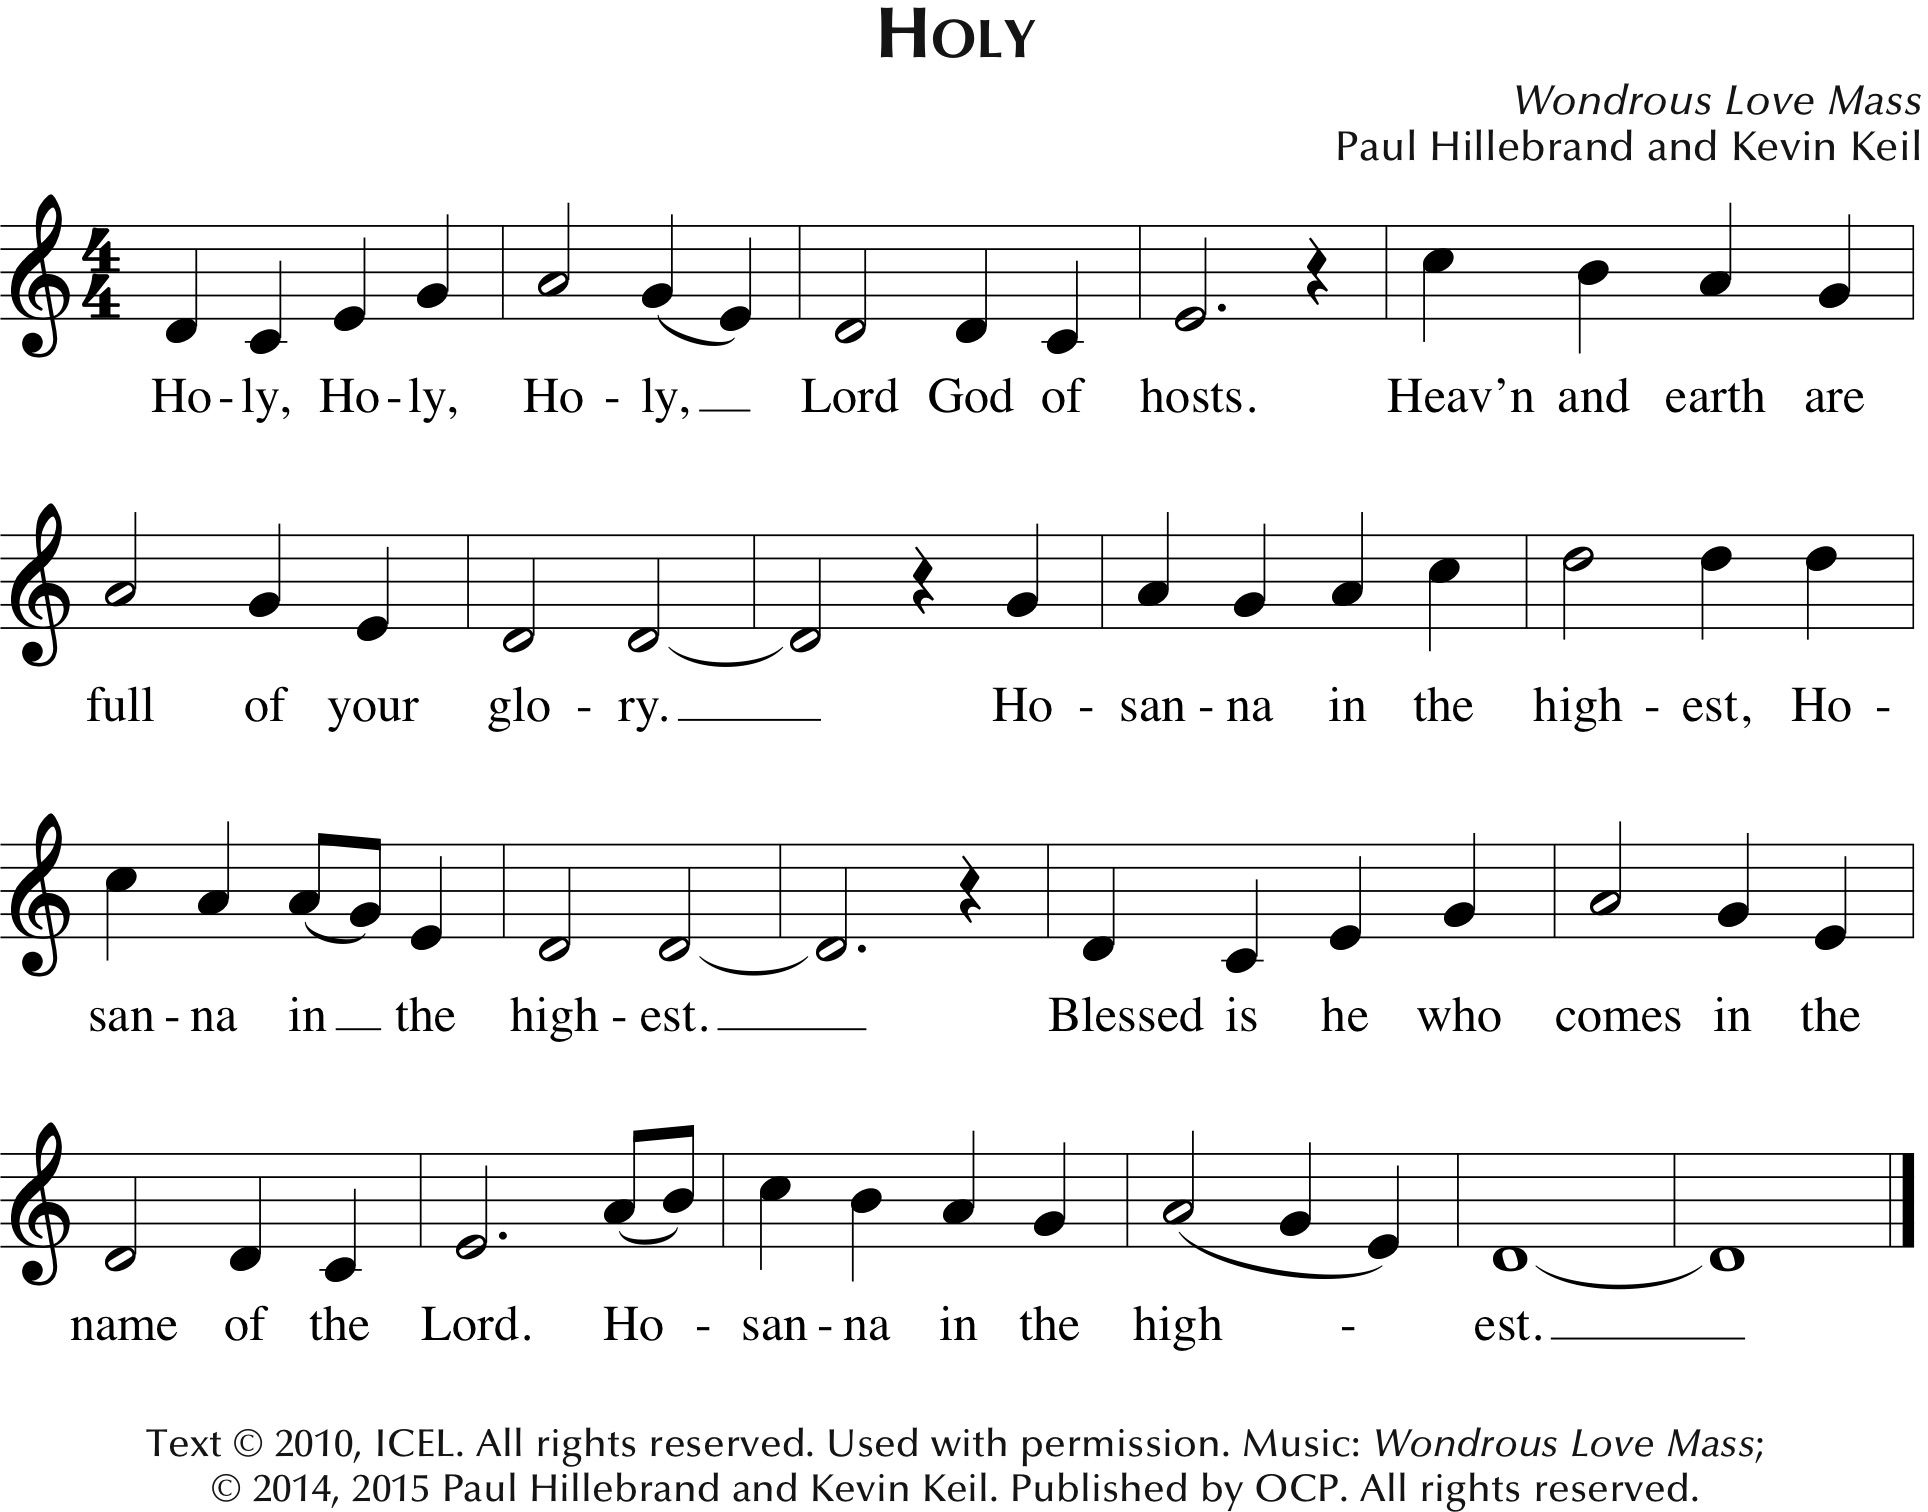 HOLY
Wondrous Love Mass
Paul Hillebrand and Kevin Keil
Ho - ly, Ho - ly, Ho - ly, Lord God of hosts. Heav’n and earth are
full of your glo - ry. Ho - san - na in the high - est, Ho -
san - na in the high - est. Blessed is he who comes in the
name of the Lord. Ho - san - na in the high - est.
Text © 2010, ICEL. All rights reserved. Used with permission. Music: Wondrous Love Mass;
© 2014, 2015 Paul Hillebrand and Kevin Keil. Published by OCP. All rights reserved.